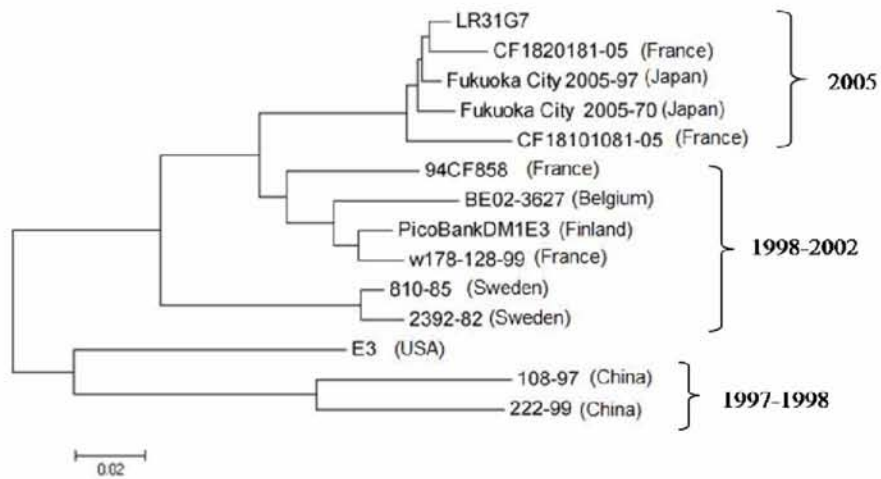 LR31G7
CF1820181-05 (France)
Fukuoka City 2005-97 (Japan)
Fukuoka City 2005-70 (Japan)
CF18101081-05 (France)
2005
94CF858 (France)
BE02-3627 (Belgium)
PicoBankDM1E3 (Finland)
w178-128-99 (France)
810-85 (Sweden)
2392-82 (Sweden)
1998-2002
E3 (USA)
108-97 (China)
222-99 (China)
1997-1998
0.02